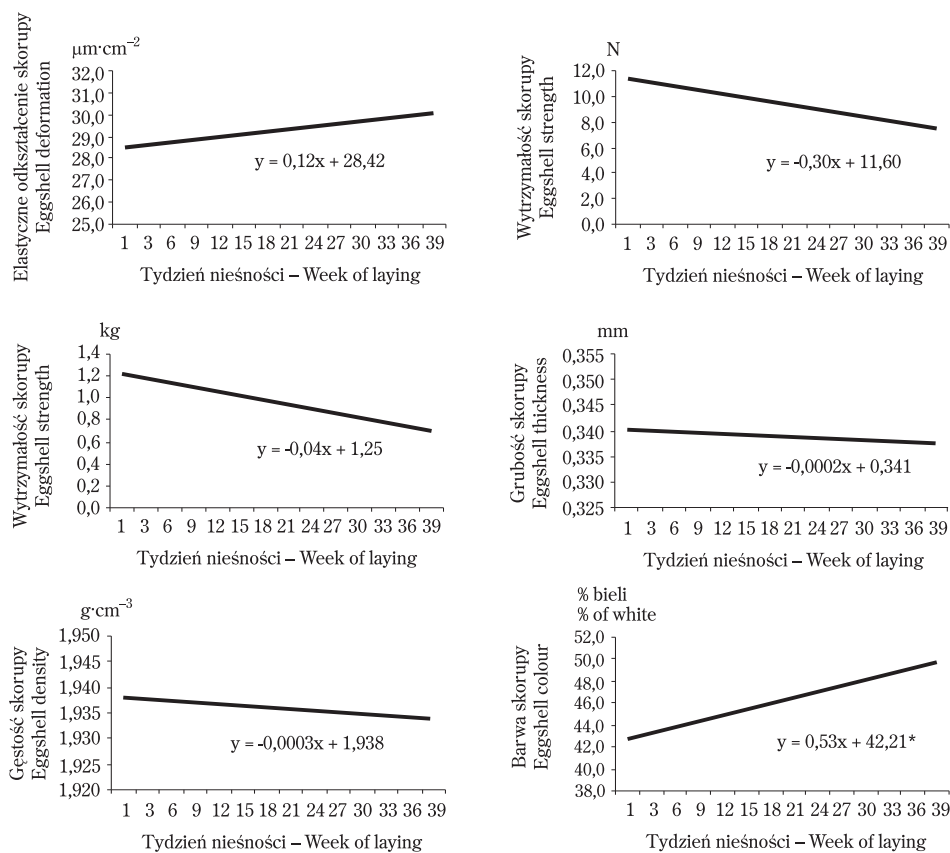 μm·cm⁻²
Elastyczne odkształcenie skorupy
Eggshell deformation
32,0
31,0
30,0
29,0
28,0
27,0
26,0
25,0
y = 0,12x + 28,42
1 3 6 9 12 15 18 21 24 27 30 33 36 39
Tydzień nieśności – Week of laying
N
Wytrzymałość skorupy
Eggshell strength
12,0
10,0
8,0
6,0
4,0
2,0
0,0
y = -0,30x + 11,60
1 3 6 9 12 15 18 21 24 27 30 33 36 39
Tydzień nieśności – Week of laying
kg
Wytrzymałość skorupy
Eggshell strength
1,4
1,2
1,0
0,8
0,6
0,4
0,2
0,0
y = -0,04x + 1,25
1 3 6 9 12 15 18 21 24 27 30 33 36 39
Tydzień nieśności – Week of laying
mm
Grubość skorupy
Eggshell thickness
0,355
0,350
0,345
0,340
0,335
0,330
0,325
y = -0,0002x + 0,341
1 3 6 9 12 15 18 21 24 27 30 33 36 39
Tydzień nieśności – Week of laying
g·cm⁻³
Gęstość skorupy
Eggshell density
1,950
1,945
1,940
1,935
1,930
1,925
1,920
y = -0,0003x + 1,938
1 3 6 9 12 15 18 21 24 27 30 33 36 39
Tydzień nieśności – Week of laying
% bieli
% of white
Barwa skorupy
Eggshell colour
52,0
50,0
48,0
46,0
44,0
42,0
40,0
38,0
y = 0,53x + 42,21*
1 3 6 9 12 15 18 21 24 27 30 33 36 39
Tydzień nieśności – Week of laying